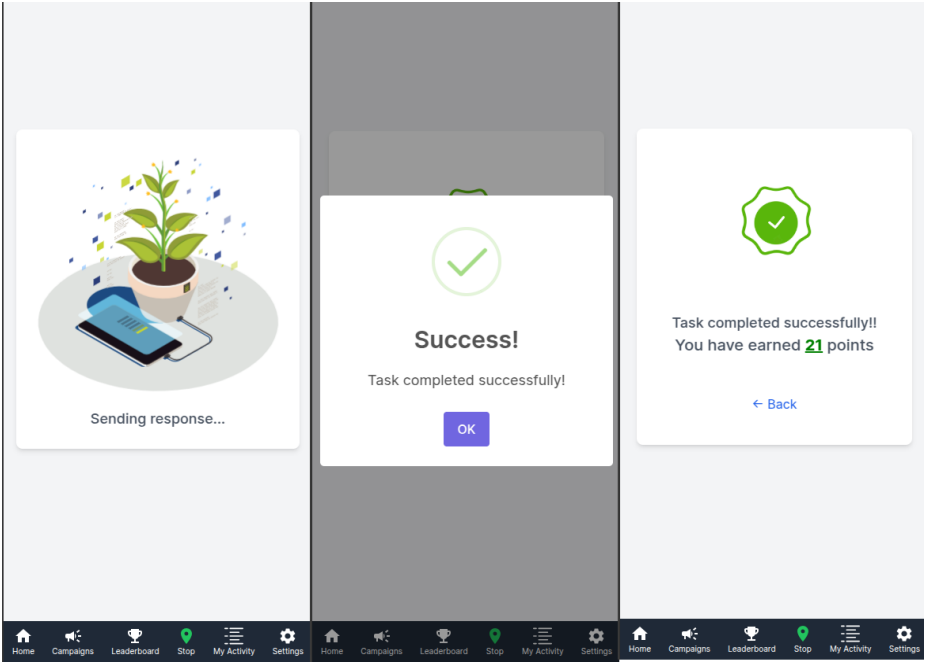 Sending response...
Home Campaigns Leaderboard Stop My Activity Settings
Success!
Task completed successfully!
OK
Home Campaigns Leaderboard Stop My Activity Settings
Task completed successfully!!
You have earned 21 points
← Back
Home Campaigns Leaderboard Stop My Activity Settings